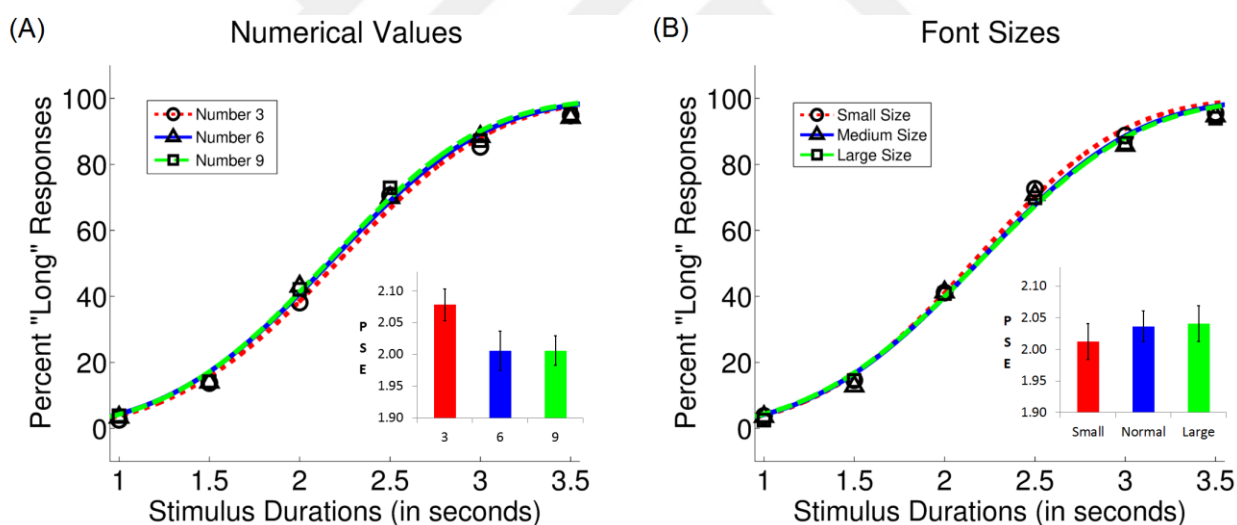 (A)
Numerical Values
Percent "Long" Responses
100
80
60
40
20
0
Number 3
Number 6
Number 9
P
S
E
2.10
2.05
2.00
1.95
1.90
3 6 9
1 1.5 2 2.5 3 3.5
Stimulus Durations (in seconds)
(B)
Font Sizes
Percent "Long" Responses
100
80
60
40
20
0
Small Size
Medium Size
Large Size
P
S
E
2.10
2.05
2.00
1.95
1.90
Small Normal Large
1 1.5 2 2.5 3 3.5
Stimulus Durations (in seconds)